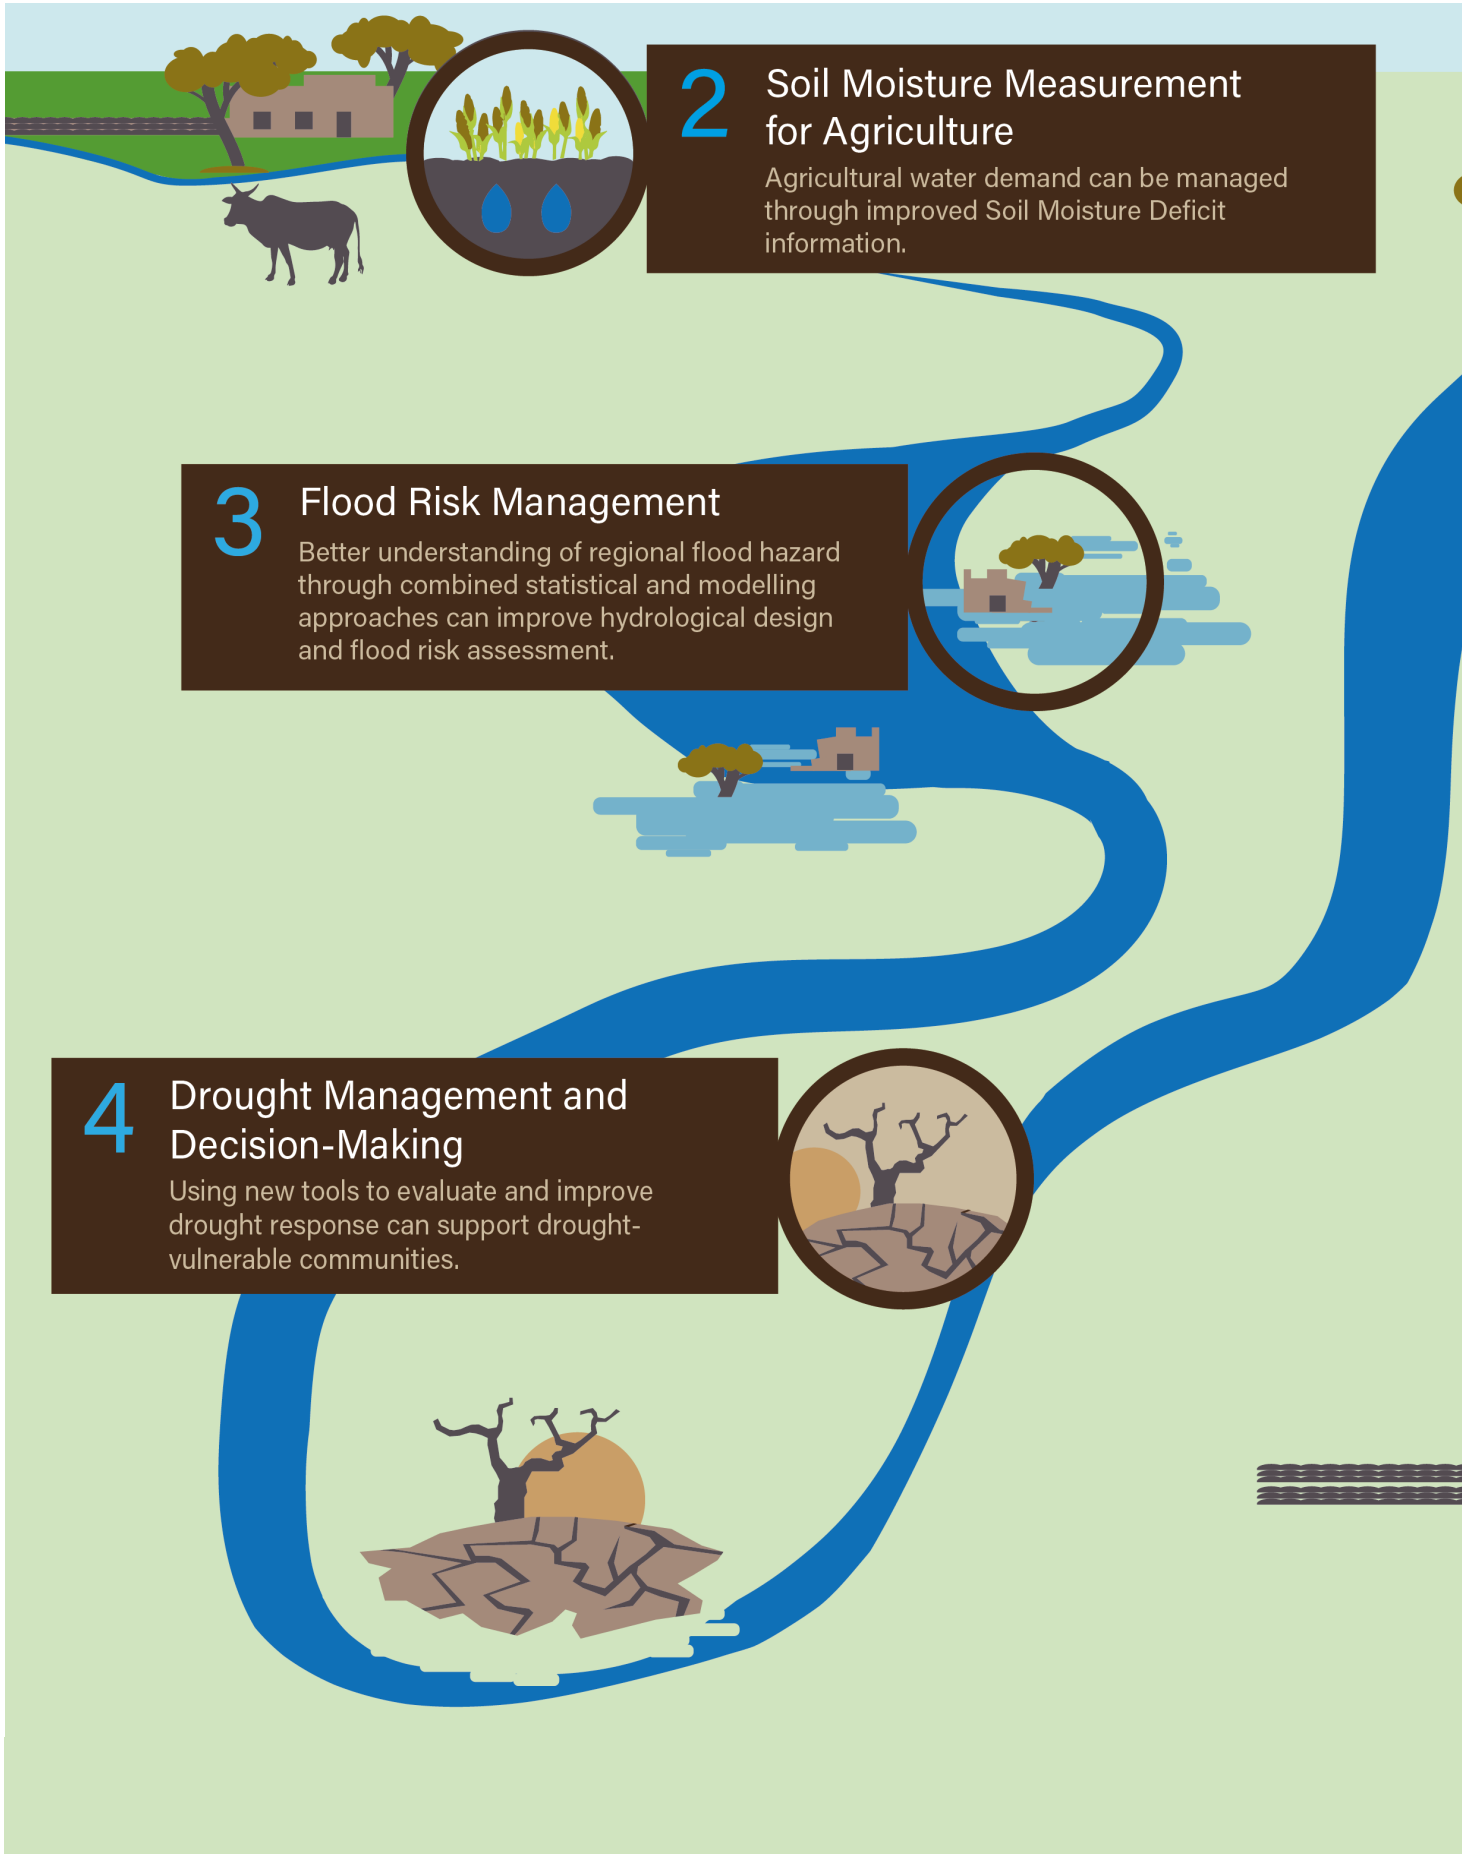 2
Soil Moisture Measurement
for Agriculture
Agricultural water demand can be managed
through improved Soil Moisture Deficit
information.
3
Flood Risk Management
Better understanding of regional flood hazard
through combined statistical and modelling
approaches can improve hydrological design
and flood risk assessment.
4
Drought Management and
Decision-Making
Using new tools to evaluate and improve
drought response can support drought-
vulnerable communities.